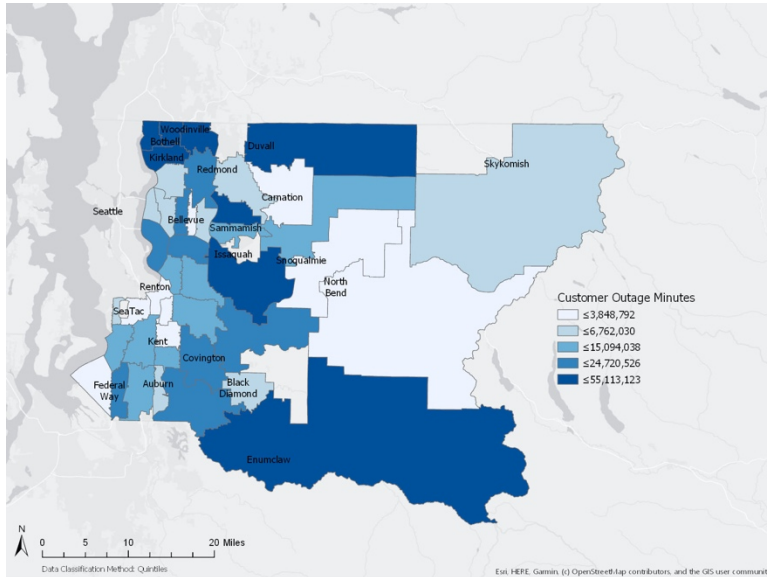 Woodinville
Bothell
Kirkland
Duvall
Redmond
Skykomish
Carnation
Seattle
Bellevue
Sammamish
Issaquah
Snoqualmie
Renton
North
Bend
SeaTac
Kent
Covington
Federal
Way
Auburn
Black
Diamond
Enumclaw
Customer Outage Minutes
≤3,848,792
≤6,762,030
≤15,094,038
≤24,720,526
≤55,113,123
N
0 5 10 20 Miles
Data Classification Method: Quintiles
Esri, HERE, Garmin, (c) OpenStreetMap contributors, and the GIS user communit